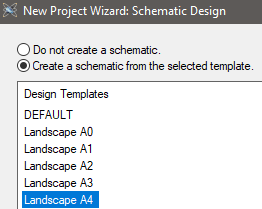 New Project Wizard: Schematic Design
Do not create a schematic.
Create a schematic from the selected template.
Design Templates
DEFAULT
Landscape A0
Landscape A1
Landscape A2
Landscape A3
Landscape A4